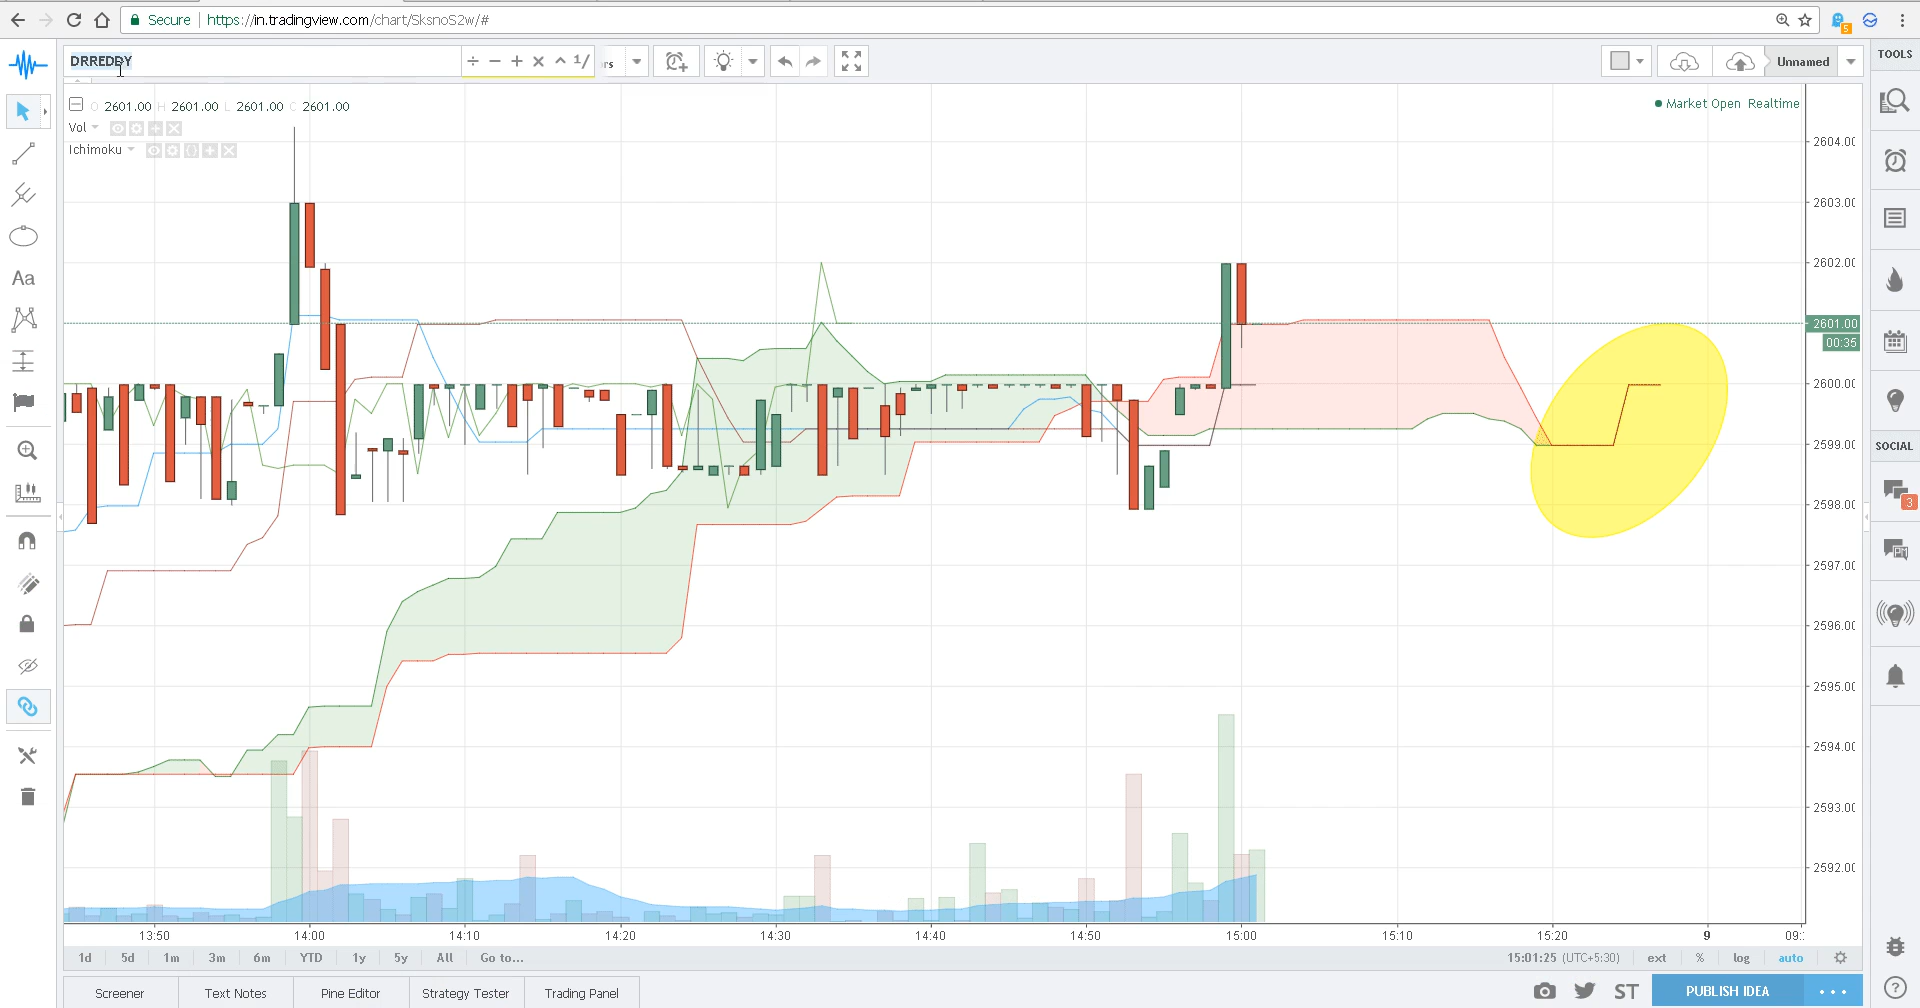 Secure | https://in.tradingview.com/chart/SksnoS2w/#
5
DRREDDY
÷ − + × ^ 1/
rs
Unnamed
TOOLS
O 2601.00 H 2601.00 L 2601.00 C 2601.00
Market Open Realtime
Vol
Ichimoku
Aa
2604.00
2603.00
2602.00
2601.00
00:35
2600.00
2599.00
2598.00
2597.00
2596.00
2595.00
2594.00
2593.00
2592.00
SOCIAL
3
13:50 14:00 14:10 14:20 14:30 14:40 14:50 15:00 15:10 15:20 9 09:
1d 5d 1m 3m 6m YTD 1y 5y All Go to...
15:01:25 (UTC+5:30) ext % log auto
Screener Text Notes Pine Editor Strategy Tester Trading Panel
ST PUBLISH IDEA